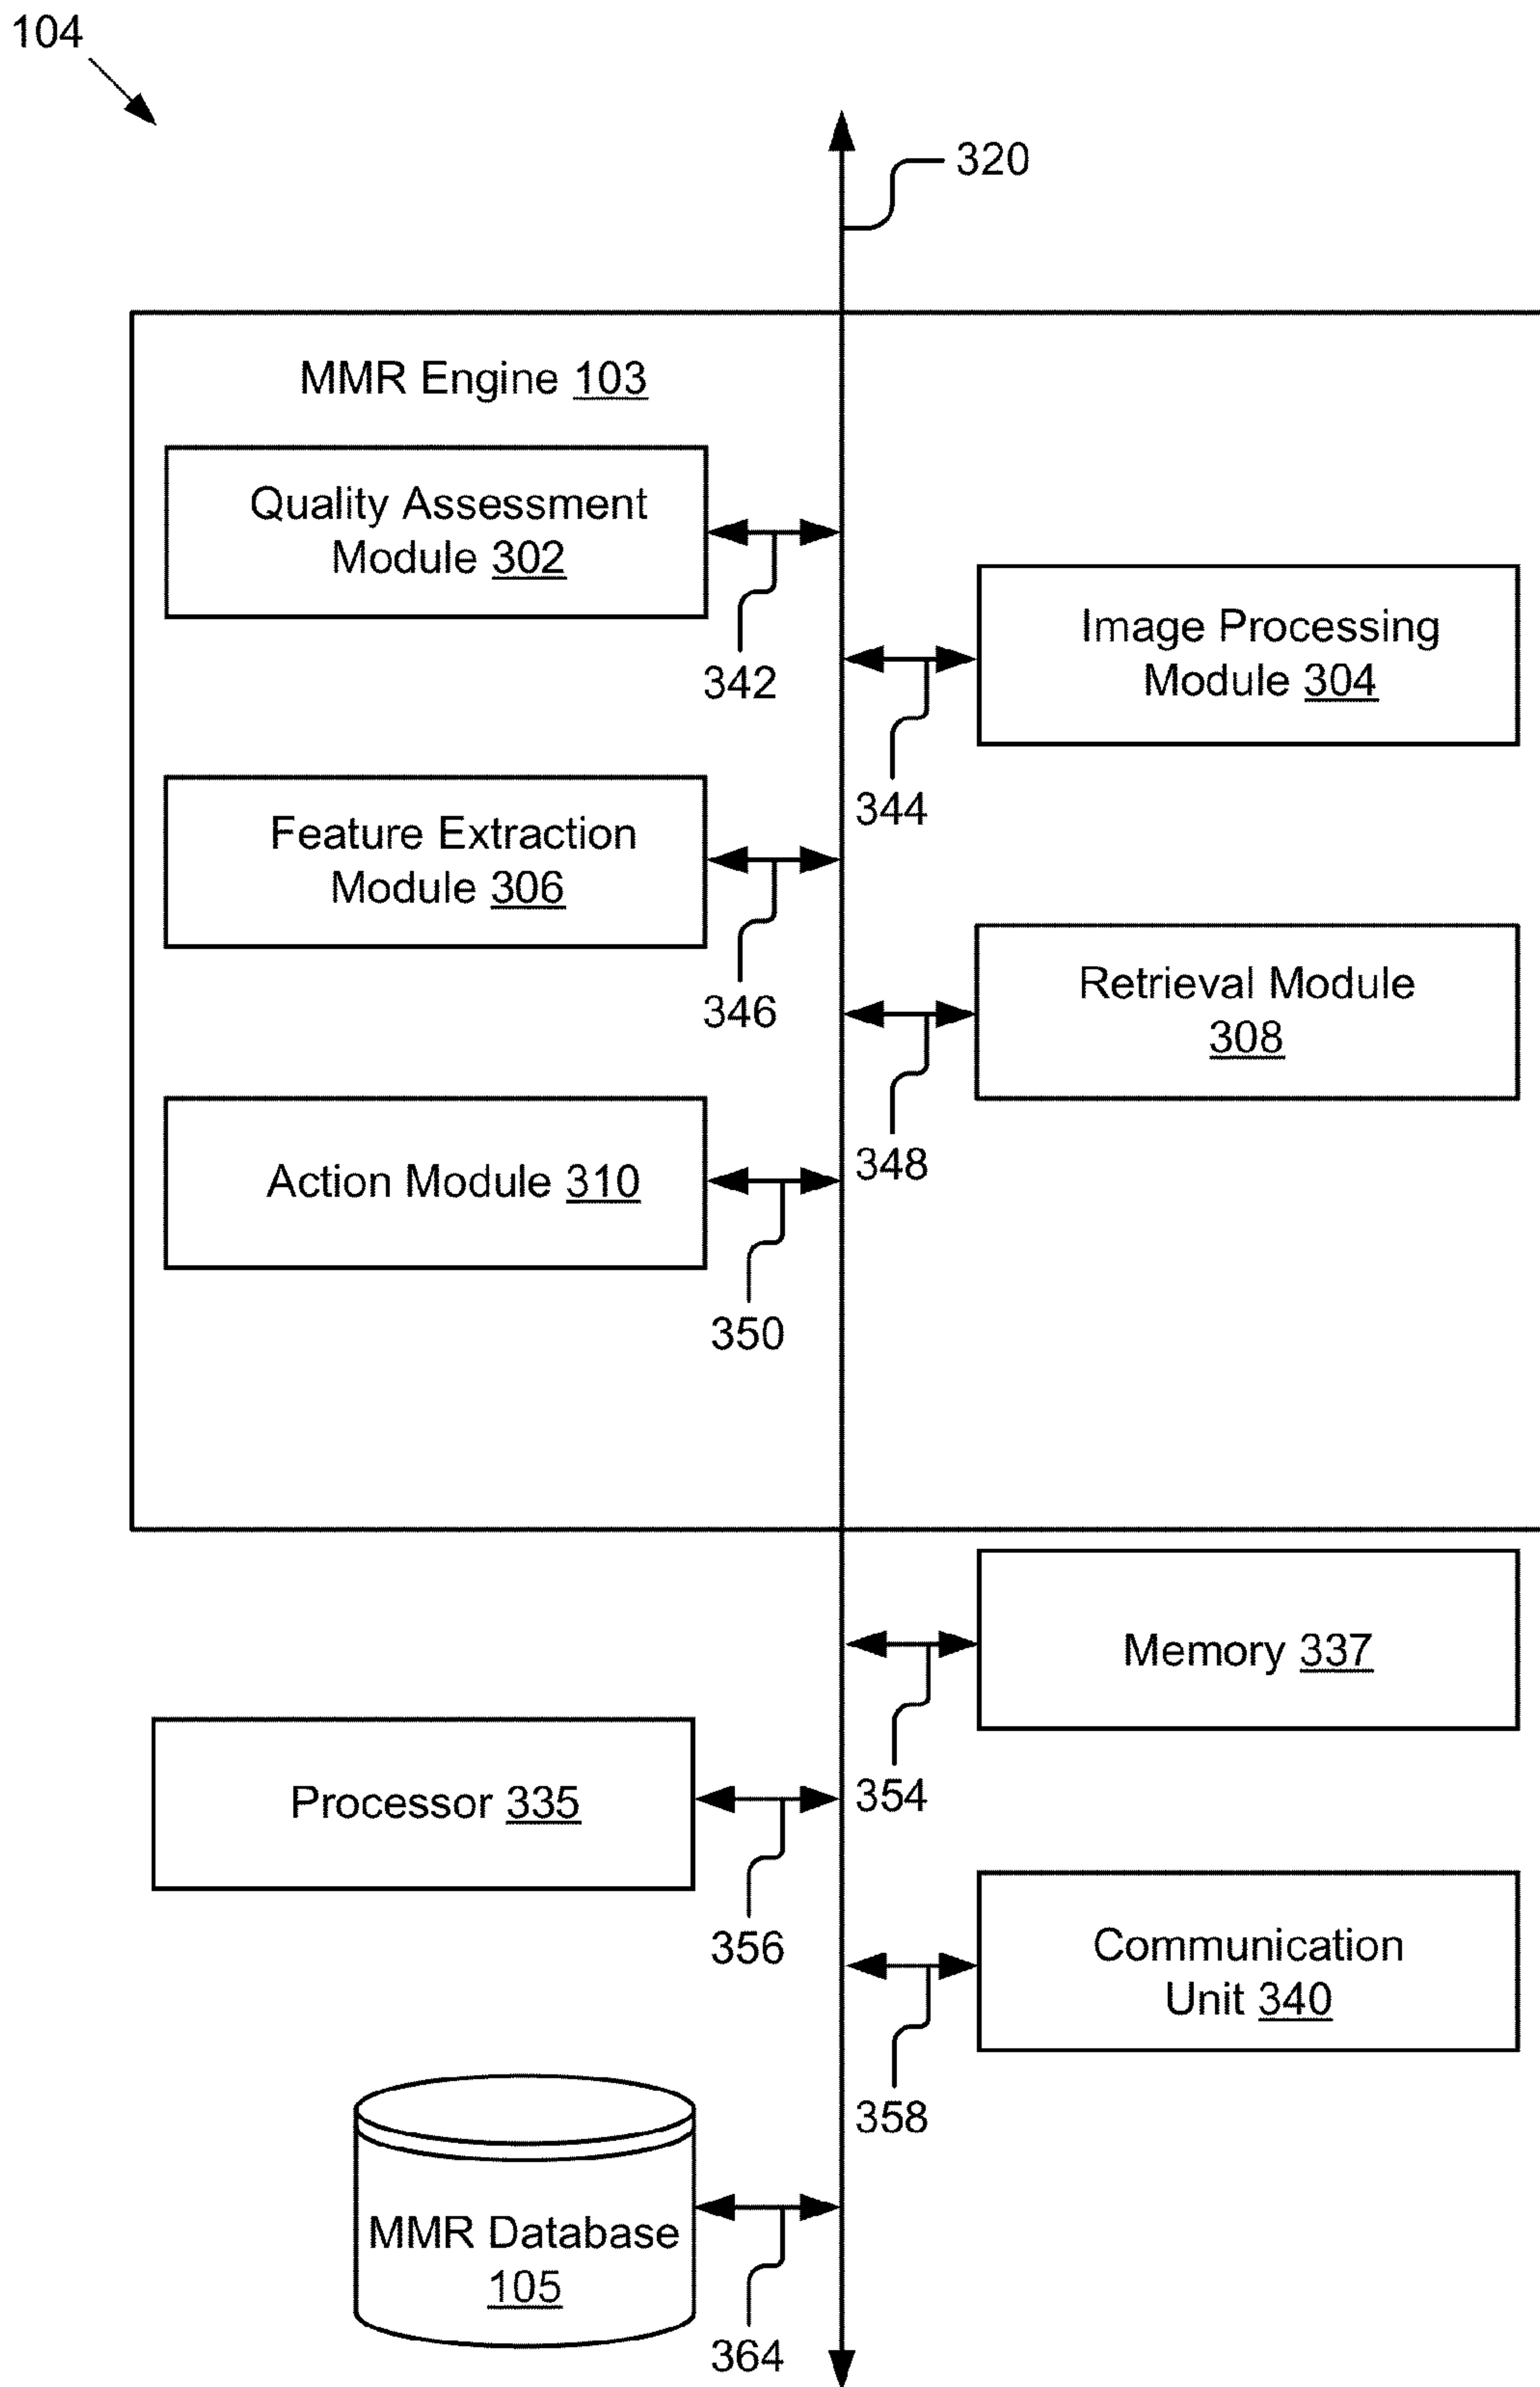 104
320
MMR Engine 103
Quality Assessment
Module 302
342
Image Processing
Module 304
344
Feature Extraction
Module 306
346
Retrieval Module
308
348
Action Module 310
350
Memory 337
354
Processor 335
356
Communication
Unit 340
358
MMR Database
105
364